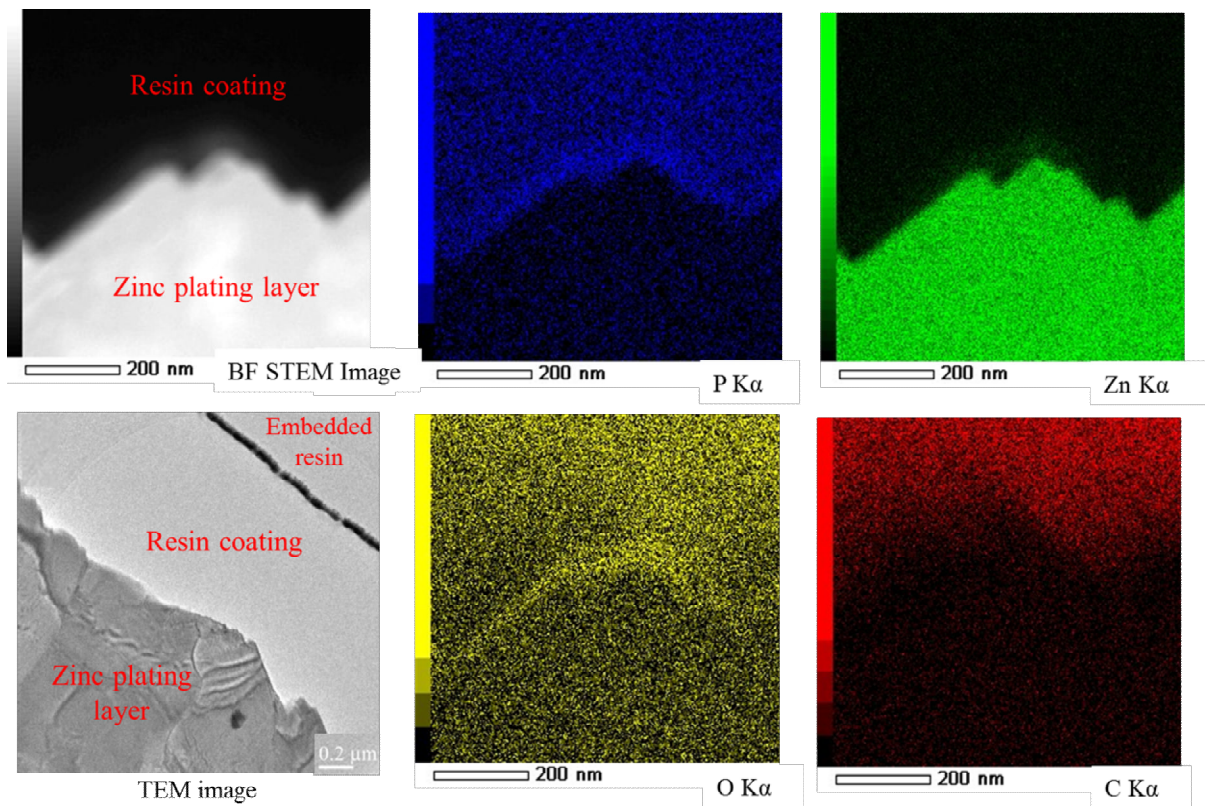 Resin coating
Zinc plating layer
200 nm
BF STEM Image
200 nm
P Kα
200 nm
Zn Kα
Embedded
resin
Resin coating
Zinc plating
layer
0.2 μm
TEM image
200 nm
O Kα
200 nm
C Kα